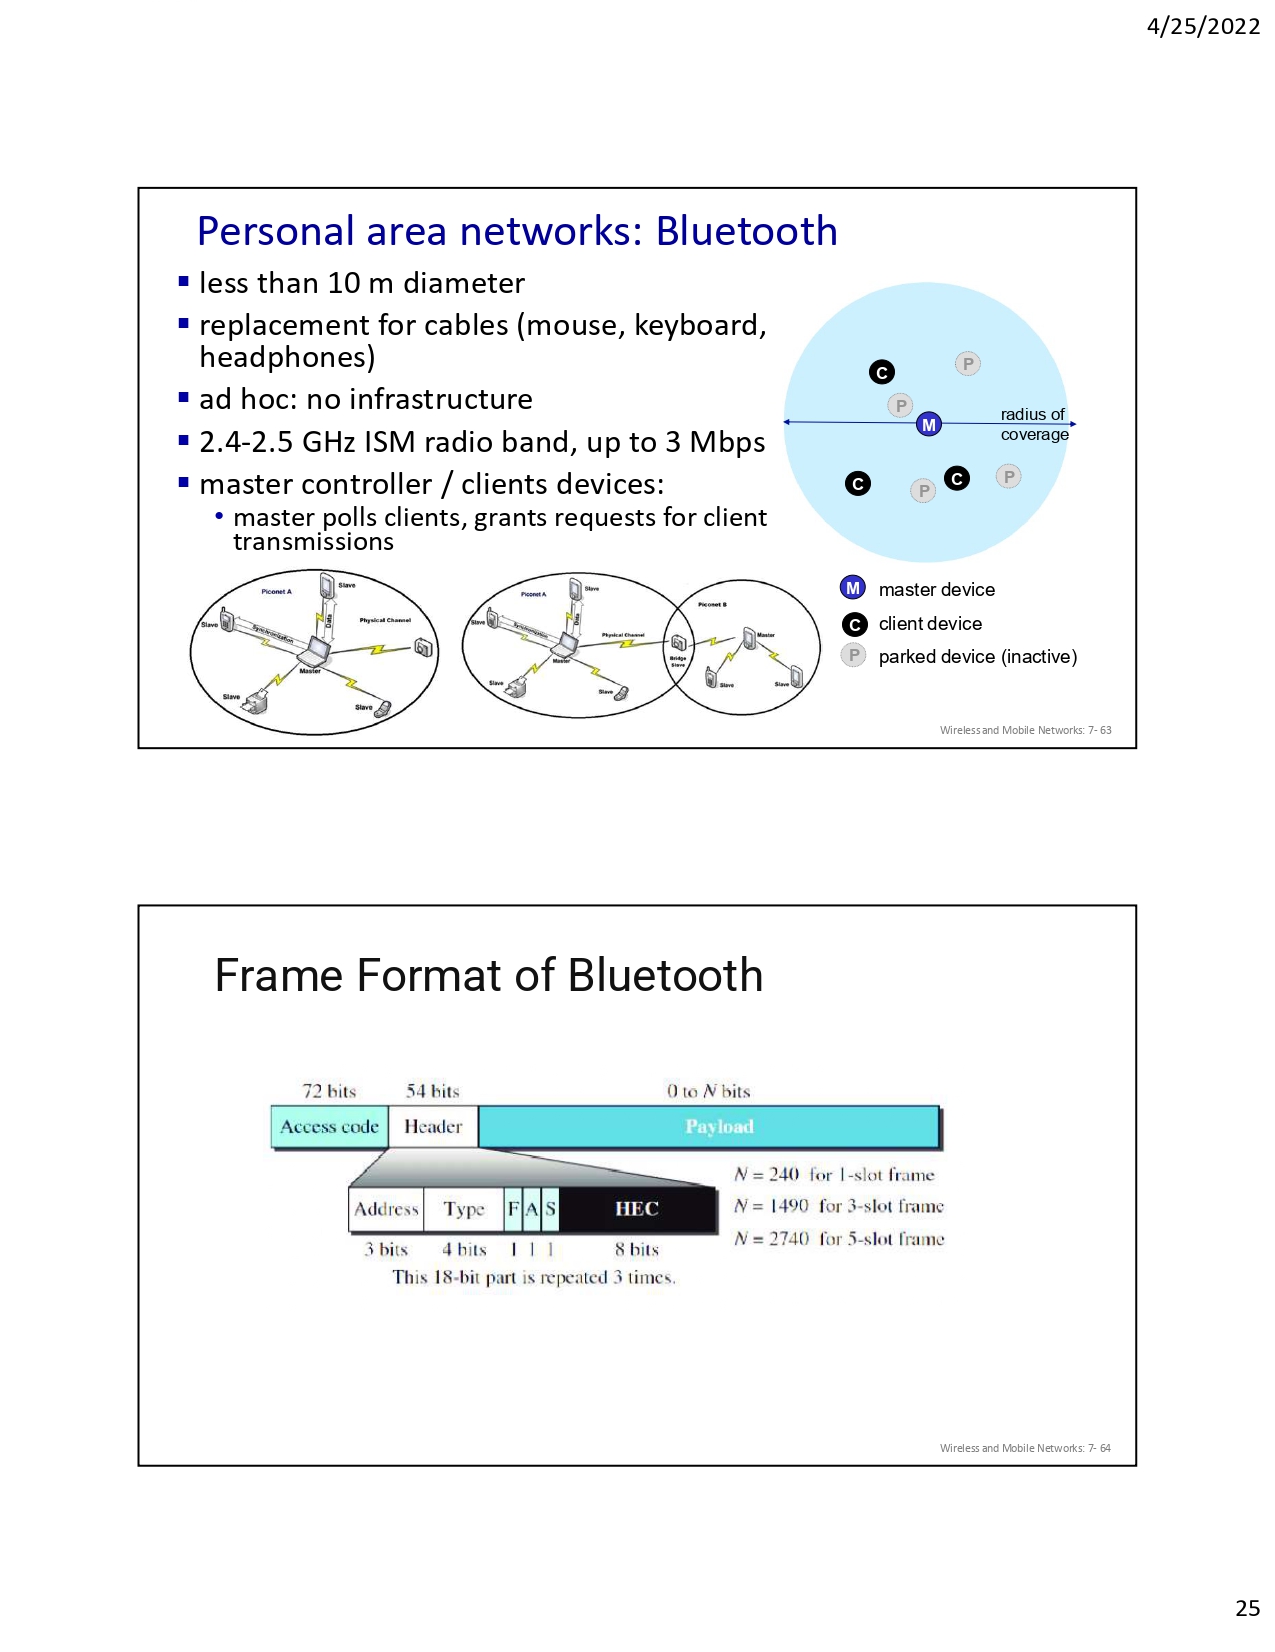 4/25/2022
Personal area networks: Bluetooth
▪ less than 10 m diameter
▪ replacement for cables (mouse, keyboard,
headphones)
▪ ad hoc: no infrastructure
▪ 2.4-2.5 GHz ISM radio band, up to 3 Mbps
▪ master controller / clients devices:
• master polls clients, grants requests for client
transmissions
C
P
P
M
radius of
coverage
C
P
C
P
M master device
C client device
P parked device (inactive)
Piconet A
Slave
Slave
Synchronization
Data
Physical Channel
Master
Slave
Slave
Piconet A
Slave
Slave
Synchronization
Data
Physical Channel
Master
Slave
Slave
Bridge
Slave
Piconet B
Master
Slave
Slave
Wireless and Mobile Networks: 7- 63
Frame Format of Bluetooth
72 bits 54 bits 0 to N bits
Access code Header Payload
N = 240 for 1-slot frame
N = 1490 for 3-slot frame
N = 2740 for 5-slot frame
Address Type F A S HEC
3 bits 4 bits 1 1 1 8 bits
This 18-bit part is repeated 3 times.
Wireless and Mobile Networks: 7- 64
25